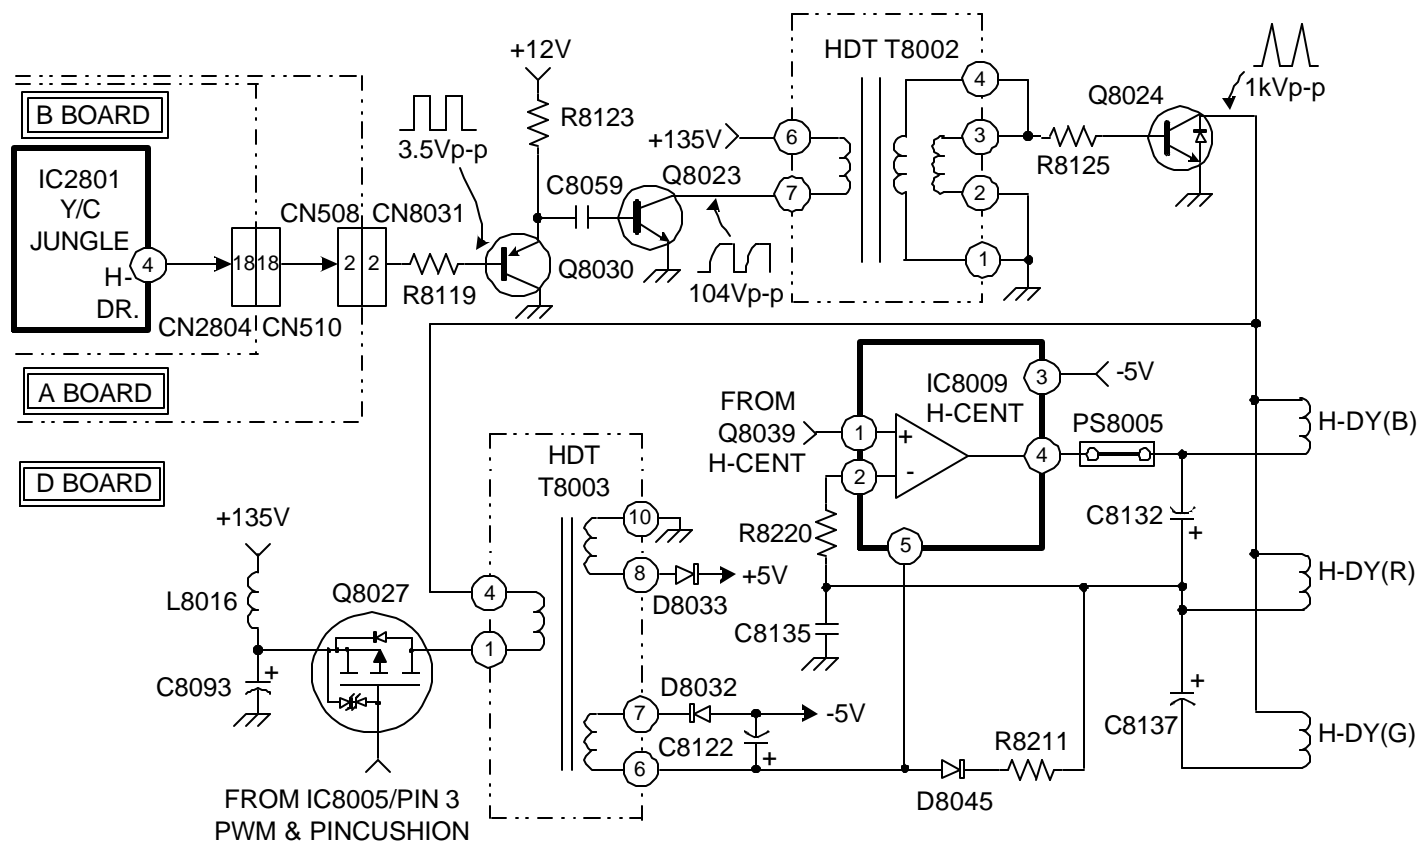 +12V
HDT T8002
1kVp-p
B BOARD
3.5Vp-p
R8123
+135V
6
4
3
Q8024
R8125
IC2801
Y/C
JUNGLE
H-
DR.
4
CN508
CN8031
C8059
Q8023
7
2
1
18
18
2
2
R8119
Q8030
104Vp-p
CN2804
CN510
A BOARD
D BOARD
FROM
Q8039
H-CENT
IC8009
H-CENT
3
-5V
1
+
2
-
4
5
PS8005
H-DY(B)
HDT
T8003
R8220
C8132
+
+135V
L8016
Q8027
10
8
+5V
D8033
4
1
C8135
H-DY(R)
C8093
+
D8032
7
-5V
C8122
+
6
R8211
D8045
C8137
+
H-DY(G)
FROM IC8005/PIN 3
PWM & PINCUSHION